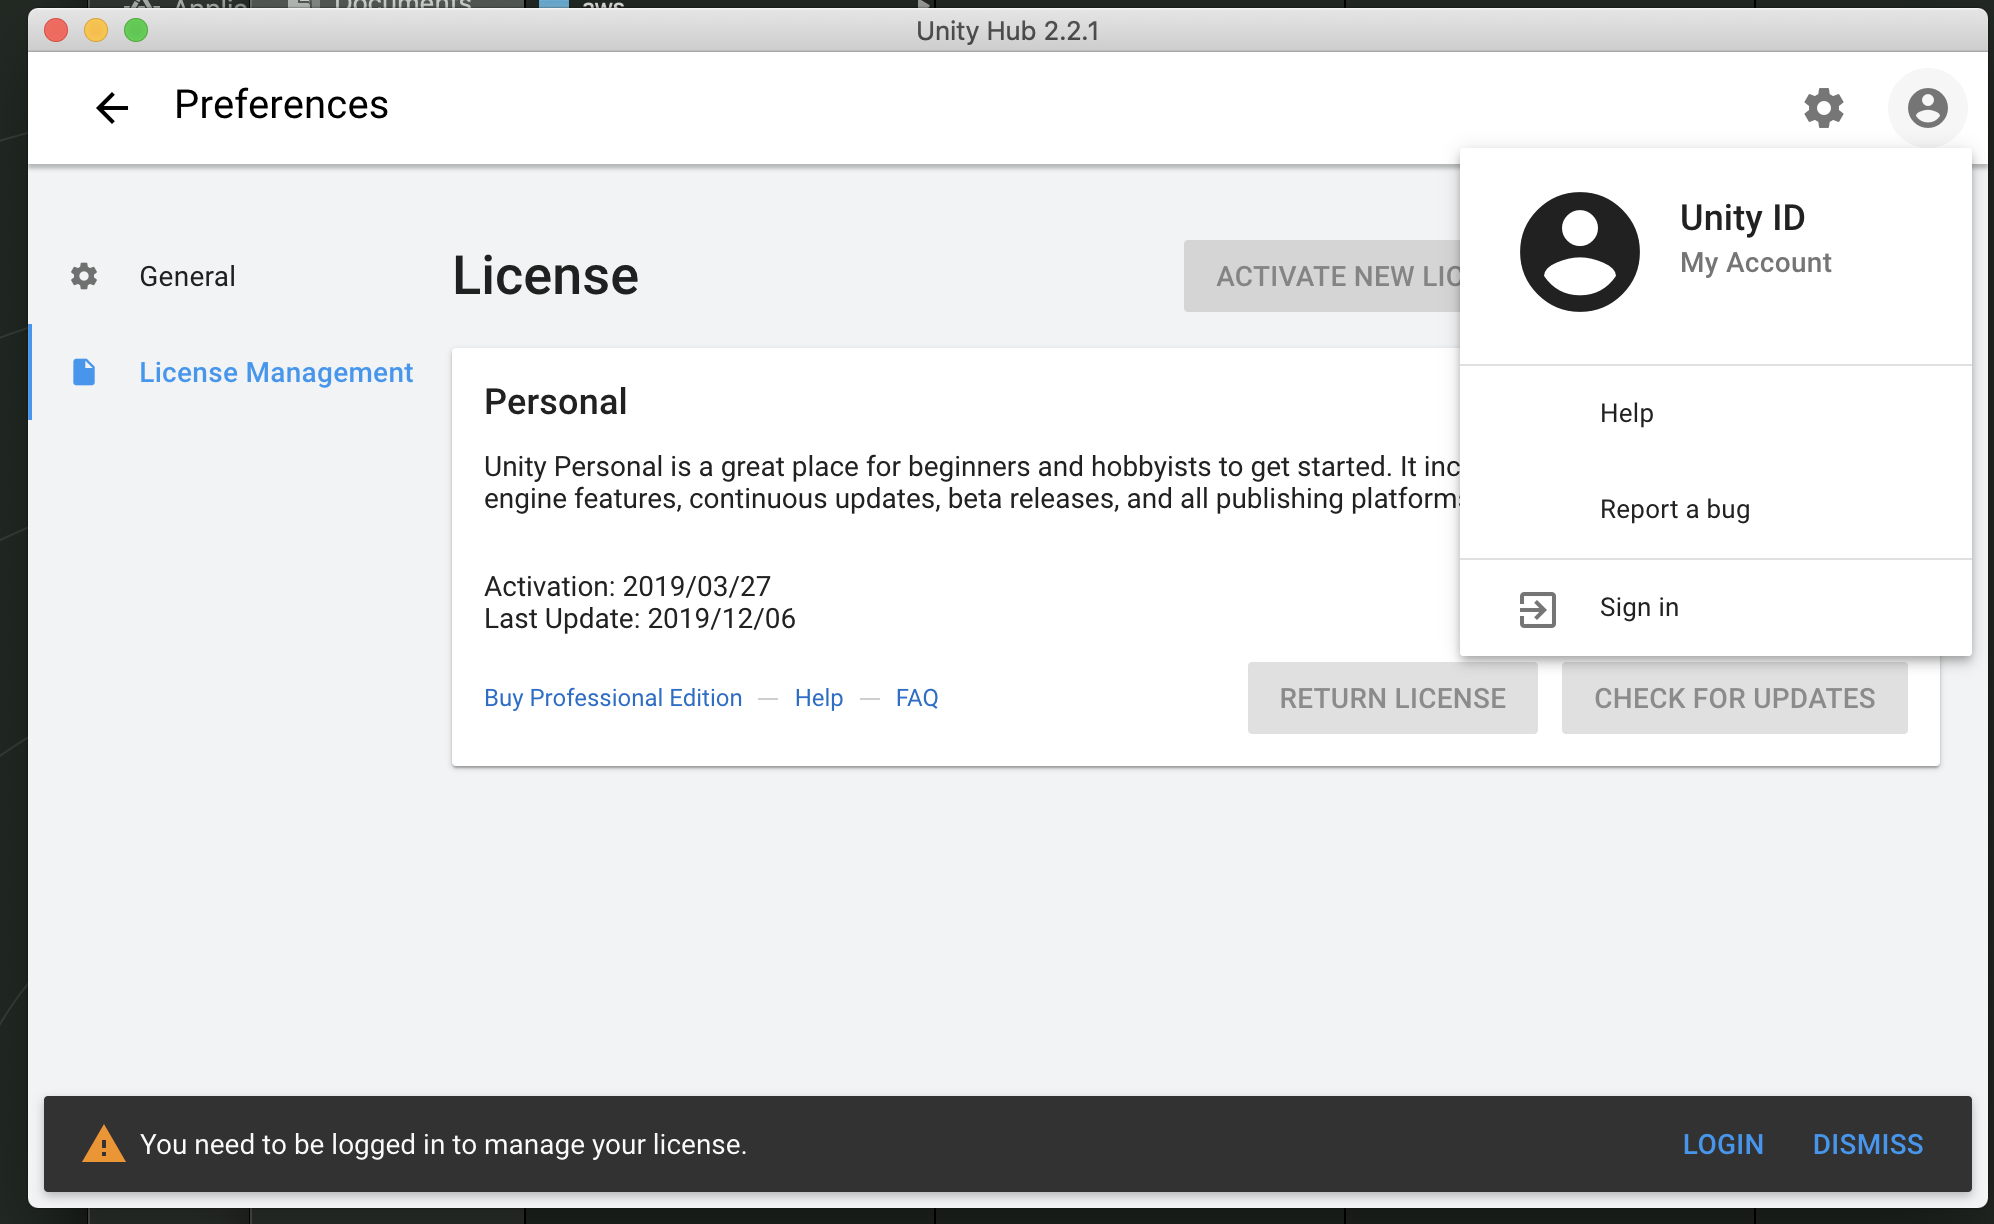 Documents
aws
Unity Hub 2.2.1
Preferences
General
License Management
License
ACTIVATE NEW
Personal
Unity Personal is a great place for beginners and hobbyists to get started. It
engine features, continuous updates, beta releases, and all publishing
Activation: 2019/03/27
Last Update: 2019/12/06
Buy Professional Edition — Help — FAQ
RETURN LICENSE
CHECK FOR UPDATES
Unity ID
My Account
Help
Report a bug
Sign in
You need to be logged in to manage your license.
LOGIN
DISMISS